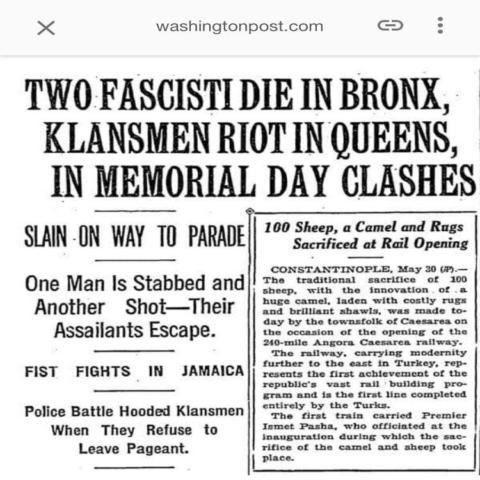 washingtonpost.com
TWO FASCISTI DIE IN BRONX,
KLANSMEN RIOT IN QUEENS,
IN MEMORIAL DAY CLASHES
SLAIN ON WAY TO PARADE
One Man Is Stabbed and
Another Shot—Their
Assailants Escape.
FIST FIGHTS IN JAMAICA
Police Battle Hooded Klansmen
When They Refuse to
Leave Pageant.
100 Sheep, a Camel and Rugs
Sacrificed at Rail Opening
CONSTANTINOPLE, May 30 (AP).—
The traditional sacrifice of 100
sheep, with the innovation of a
huge camel, laden with costly rugs
and brilliant shawls, was made to-
day by the townsfolk of Caesarea on
the occasion of the opening of the
240-mile Angora Caesarea railway.
The railway, carrying modernity
further to the east in Turkey, rep-
resents the first achievement of the
republic's vast rail building pro-
gram and is the first line completed
entirely by the Turks.
The first train carried Premier
Ismet Pasha, who officiated at the
inauguration during which the sac-
rifice of the camel and sheep took
place.